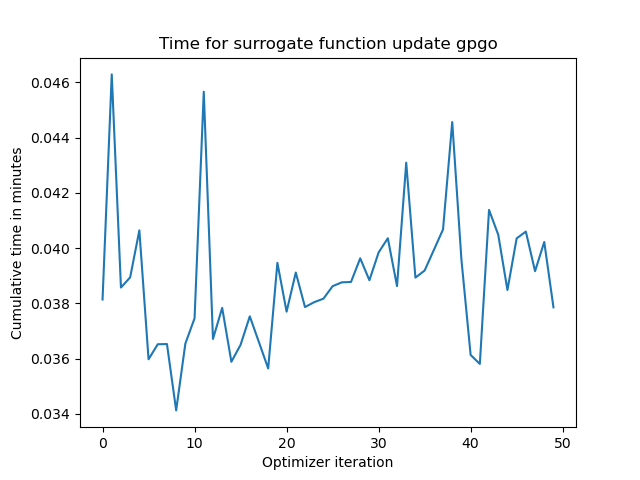 Time for surrogate function update gpgo
0.046
0.044
0.042
0.040
0.038
0.036
0.034
Cumulative time in minutes
0 10 20 30 40 50
Optimizer iteration